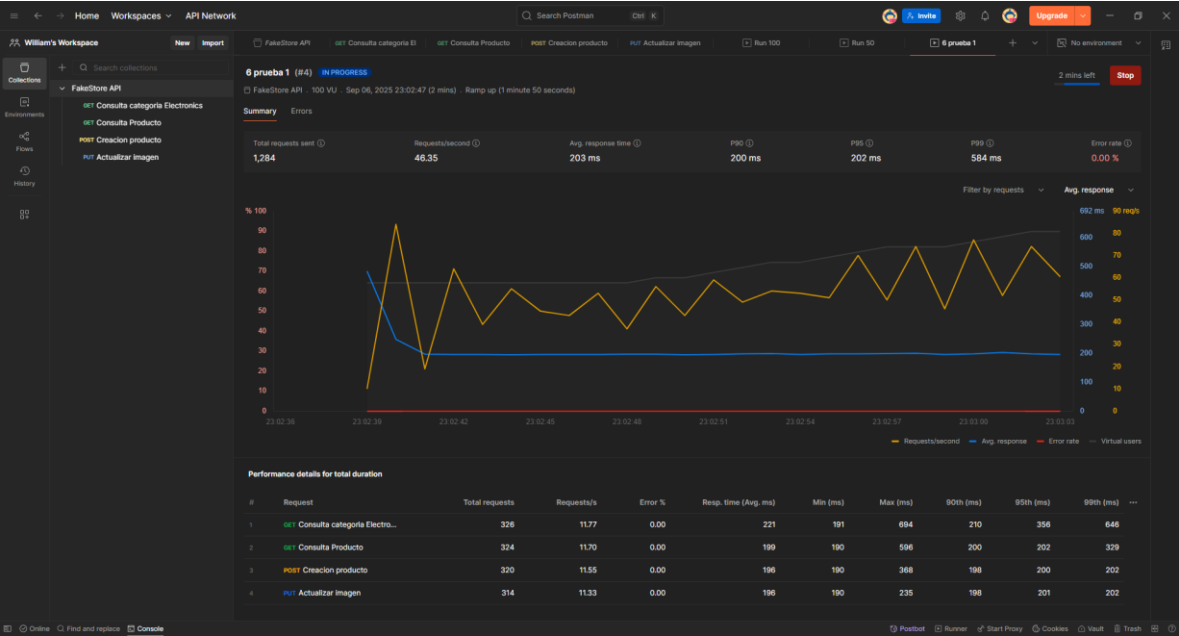 Home Workspaces API Network Search Postman Ctrl K Invite Upgrade
William's Workspace New Import FakeStore API GET Consulta categoria El GET Consulta Producto POST Creacion producto PUT Actualizar imagen Run 100 Run 50 6 prueba 1 No environment
Collections
Environments
Flows
History
Search collections
FakeStore API
GET Consulta categoria Electronics
GET Consulta Producto
POST Creacion producto
PUT Actualizar imagen
6 prueba 1 (#4) IN PROGRESS 2 mins left Stop
FakeStore API . 100 VU . Sep 06, 2025 23:02:47 (2 mins) . Ramp up (1 minute 50 seconds)
Summary Errors
Total requests sent Requests/second Avg. response time P90 P95 P99 Error rate
1,284 46.35 203 ms 200 ms 202 ms 584 ms 0.00 %
Filter by requests Avg. response
% 100 692 ms 90 req/s
90
80 600 80
70 500 70
60 60
50 400 50
40 300 40
30 200 30
20 20
10 100 10
0 0 0
23:02:36 23:02:39 23:02:42 23:02:45 23:02:48 23:02:51 23:02:54 23:02:57 23:03:00 23:03:03
Requests/second Avg. response Error rate Virtual users
Performance details for total duration
# Request Total requests Requests/s Error % Resp. time (Avg. ms) Min (ms) Max (ms) 90th (ms) 95th (ms) 99th (ms) ...
1 GET Consulta categoria Electro... 326 11.77 0.00 221 191 694 210 356 646
2 GET Consulta Producto 324 11.70 0.00 199 190 596 200 202 329
3 POST Creacion producto 320 11.55 0.00 196 190 368 198 200 202
4 PUT Actualizar imagen 314 11.33 0.00 196 190 235 198 201 202
Online Find and replace Console Postbot Runner Start Proxy Cookies Vault Trash